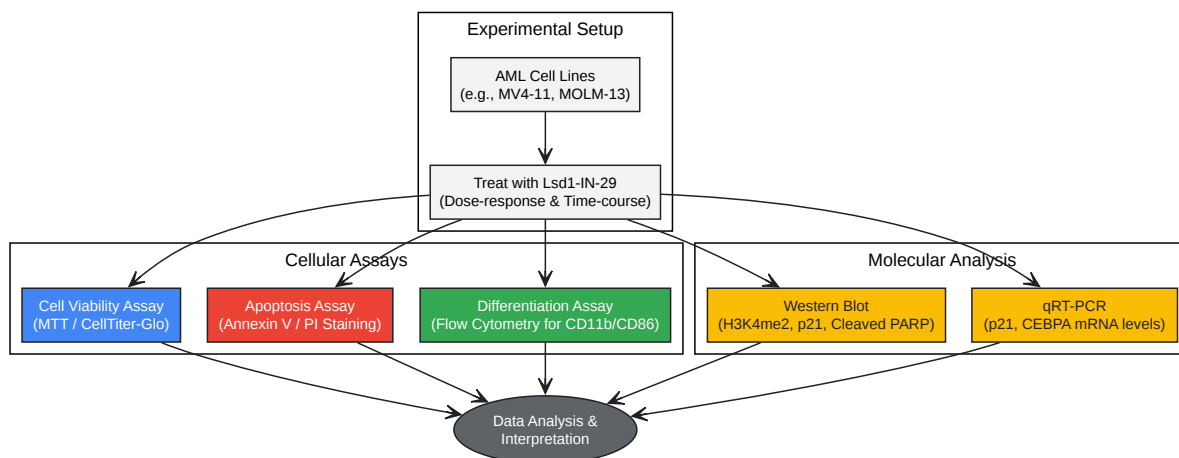 Experimental Setup
AML Cell Lines
(e.g., MV4-11, MOLM-13)
Treat with Lsd1-IN-29
(Dose-response & Time-course)
Cellular Assays
Molecular Analysis
Cell Viability Assay
(MTT / CellTiter-Glo)
Apoptosis Assay
(Annexin V / PI Staining)
Differentiation Assay
(Flow Cytometry for CD11b/CD86)
Western Blot
(H3K4me2, p21, Cleaved PARP)
qRT-PCR
(p21, CEBPA mRNA levels)
Data Analysis &
Interpretation